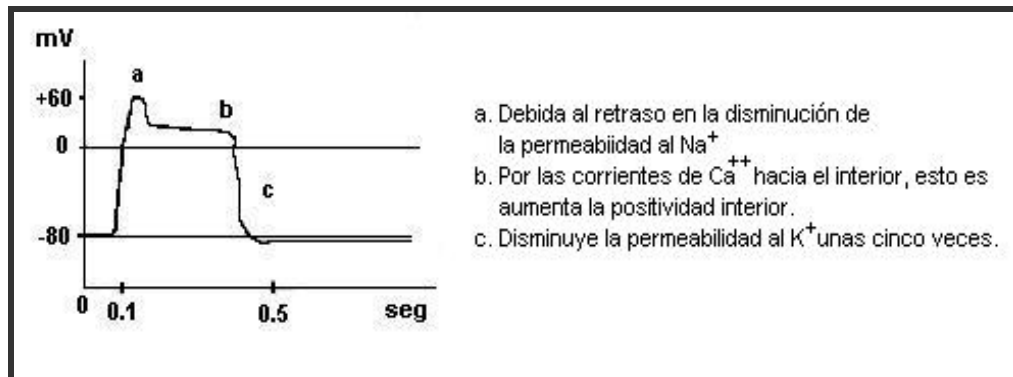 mV
a
+60
b
0
c
-80
0 0.1 0.5 seg
a. Debida al retraso en la disminución de
la permeabiidad al Na+
b. Por las corrientes de Ca++ hacia el interior, esto es
aumenta la positividad interior.
c. Disminuye la permeabilidad al K+ unas cinco veces.